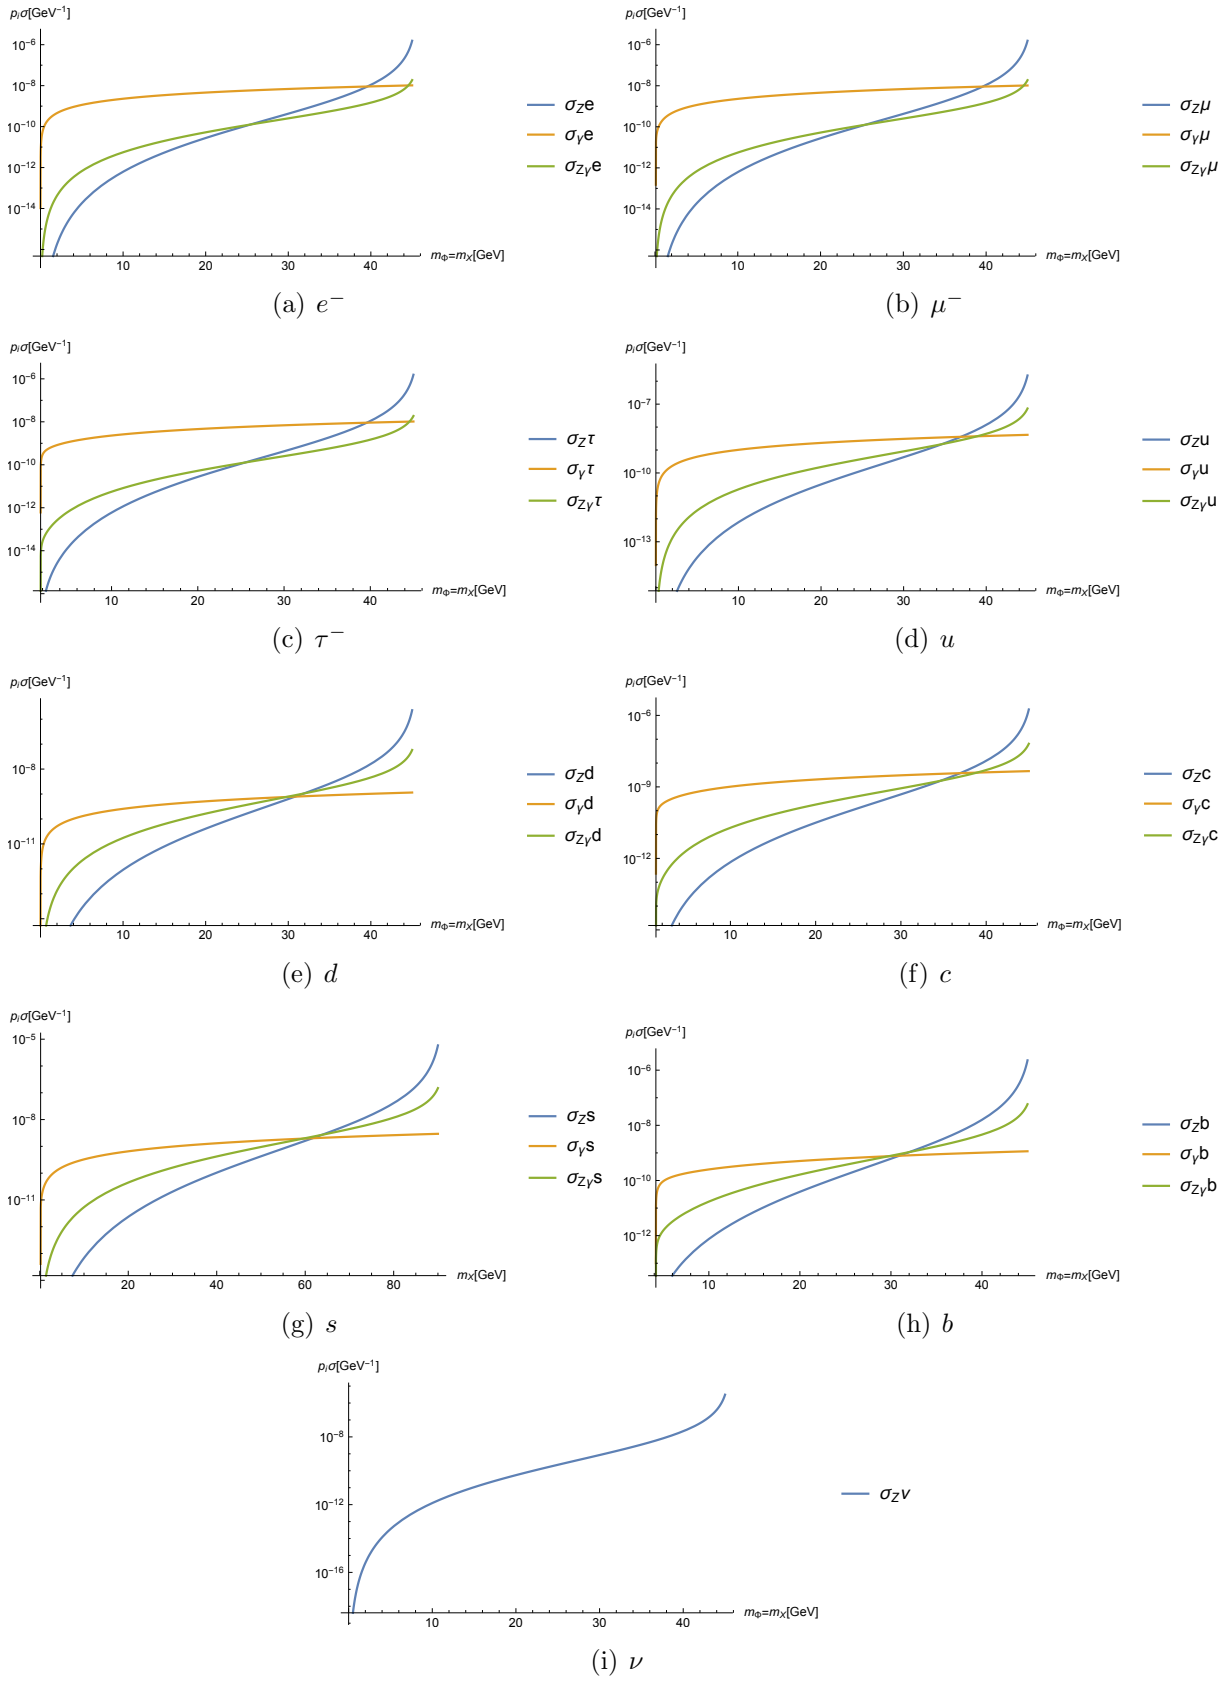 pᵢσ[GeV⁻¹]
10⁻⁶
10⁻⁸
10⁻¹⁰
10⁻¹²
10⁻¹⁴
10 20 30 40
m_Φ=m_X[GeV]
σ_Z e
σ_γ e
σ_Zγ e
(a) e⁻
pᵢσ[GeV⁻¹]
10⁻⁶
10⁻⁸
10⁻¹⁰
10⁻¹²
10⁻¹⁴
10 20 30 40
m_Φ=m_X[GeV]
σ_Z μ
σ_γ μ
σ_Zγ μ
(b) μ⁻
pᵢσ[GeV⁻¹]
10⁻⁶
10⁻⁸
10⁻¹⁰
10⁻¹²
10⁻¹⁴
10 20 30 40
m_Φ=m_X[GeV]
σ_Z τ
σ_γ τ
σ_Zγ τ
(c) τ⁻
pᵢσ[GeV⁻¹]
10⁻⁷
10⁻¹⁰
10⁻¹³
10 20 30 40
m_Φ=m_X[GeV]
σ_Z u
σ_γ u
σ_Zγ u
(d) u
pᵢσ[GeV⁻¹]
10⁻⁸
10⁻¹¹
10 20 30 40
m_Φ=m_X[GeV]
σ_Z d
σ_γ d
σ_Zγ d
(e) d
pᵢσ[GeV⁻¹]
10⁻⁶
10⁻⁹
10⁻¹²
10 20 30 40
m_Φ=m_X[GeV]
σ_Z c
σ_γ c
σ_Zγ c
(f) c
pᵢσ[GeV⁻¹]
10⁻⁵
10⁻⁸
10⁻¹¹
20 40 60 80
m_X[GeV]
σ_Z s
σ_γ s
σ_Zγ s
(g) s
pᵢσ[GeV⁻¹]
10⁻⁶
10⁻⁸
10⁻¹⁰
10⁻¹²
10 20 30 40
m_Φ=m_X[GeV]
σ_Z b
σ_γ b
σ_Zγ b
(h) b
pᵢσ[GeV⁻¹]
10⁻⁸
10⁻¹²
10⁻¹⁶
10 20 30 40
m_Φ=m_X[GeV]
σ_Z ν
(i) ν